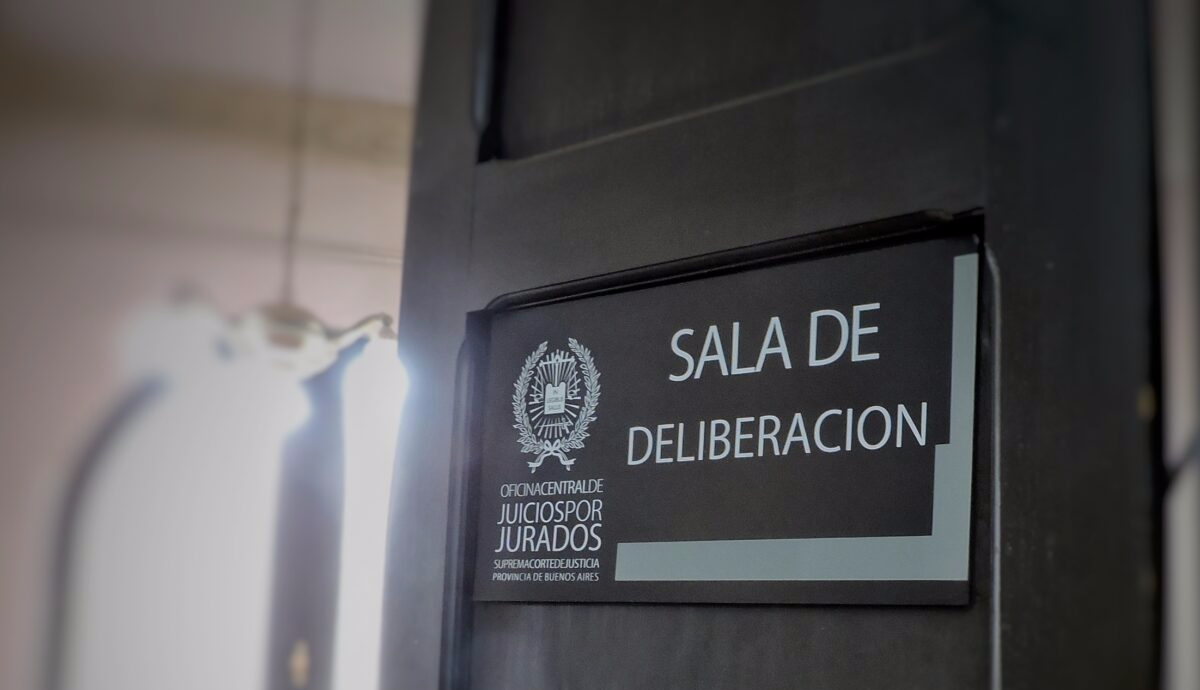 SALA DE
DELIBERACION
OFICINACENTRALDE
JUICIOSPOR
JURADOS
SUPREMACORTEDEJUSTICIA
PROVINCIA DE BUENOS AIRES